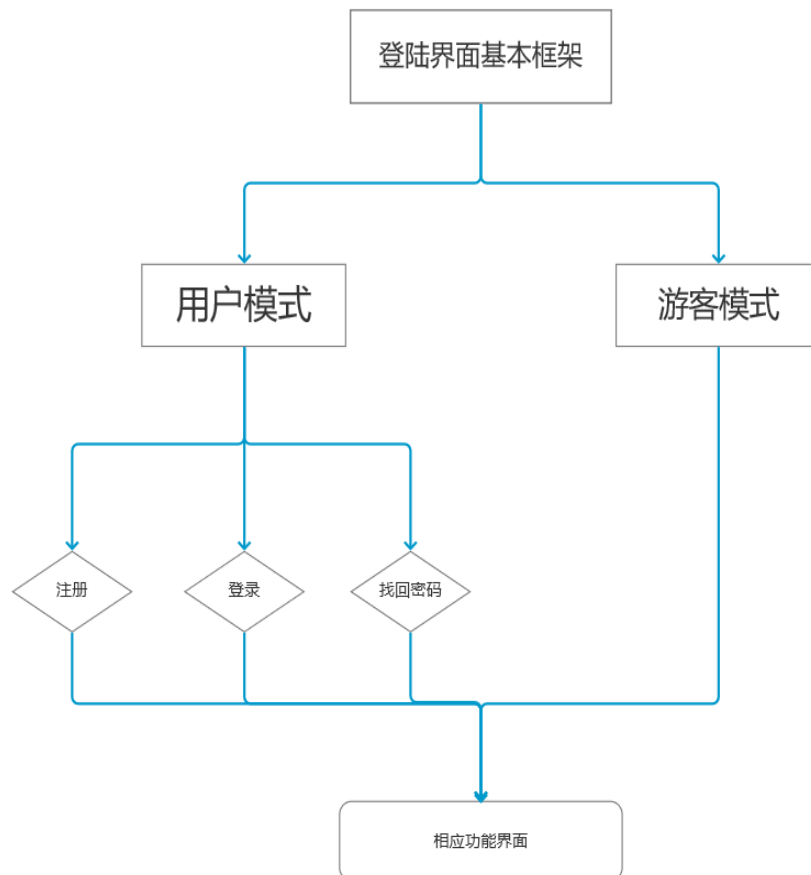 登陆界面基本框架
用户模式
游客模式
注册
登录
找回密码
相应功能界面